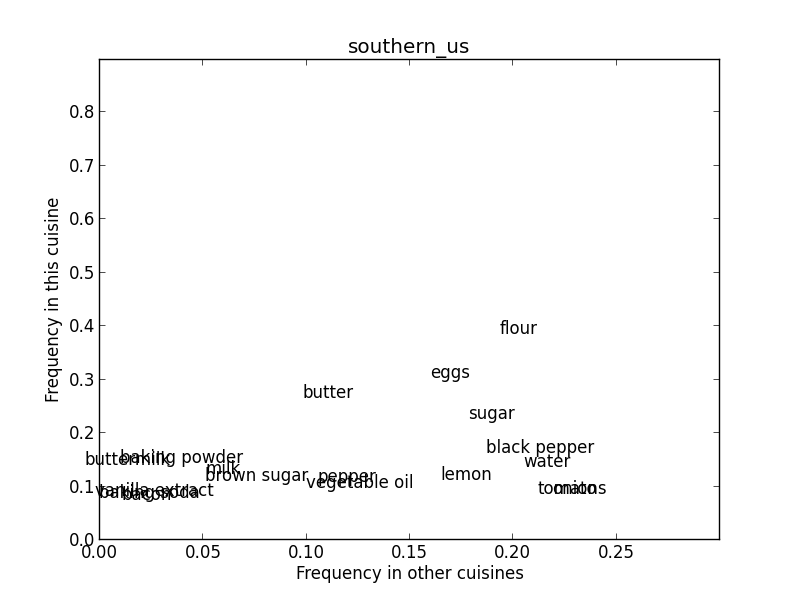 southern_us
0.8
0.7
0.6
0.5
0.4
0.3
0.2
0.1
0.0
Frequency in this cuisine
flour
eggs
butter
sugar
black pepper
baking powder
buttermilk
water
milk
brown sugar
pepper
lemon
vegetable oil
tomato
onions
vanilla extract
baking soda
bacon
0.00 0.05 0.10 0.15 0.20 0.25
Frequency in other cuisines